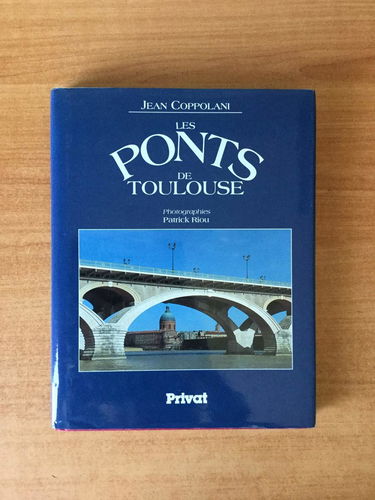 JEAN COPPOLANI
LES
PONTS
DE
TOULOUSE
Photographies
Patrick Riou
Privat